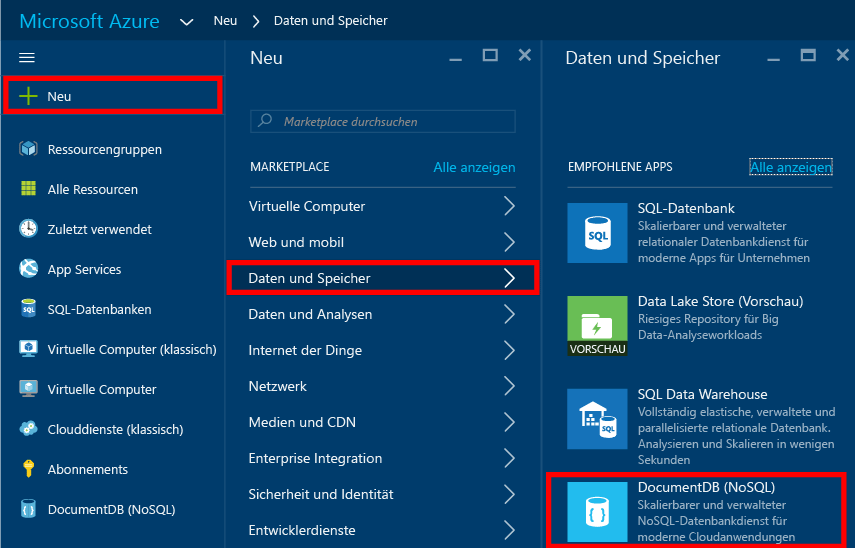 Microsoft Azure Neu Daten und Speicher
Neu
Ressourcengruppen
Alle Ressourcen
Zuletzt verwendet
App Services
SQL-Datenbanken
Virtuelle Computer (klassisch)
Virtuelle Computer
Clouddienste (klassisch)
Abonnements
DocumentDB (NoSQL)
Neu
Marketplace durchsuchen
MARKETPLACE Alle anzeigen
Virtuelle Computer
Web und mobil
Daten und Speicher
Daten und Analysen
Internet der Dinge
Netzwerk
Medien und CDN
Enterprise Integration
Sicherheit und Identität
Entwicklerdienste
Daten und Speicher
EMPFOHLENE APPS Alle anzeigen
SQL
SQL-Datenbank
Skalierbarer und verwalteter
relationaler Datenbankdienst für
moderne Apps für Unternehmen
VORSCHAU
Data Lake Store (Vorschau)
Riesiges Repository für Big
Data-Analyseworkloads
SQL
SQL Data Warehouse
Vollständig elastische, verwaltete und
parallelisierte relationale Datenbank.
Analysieren und Skalieren in wenigen
Sekunden
DocumentDB (NoSQL)
Skalierbarer und verwalteter
NoSQL-Datenbankdienst für
moderne Cloudanwendungen